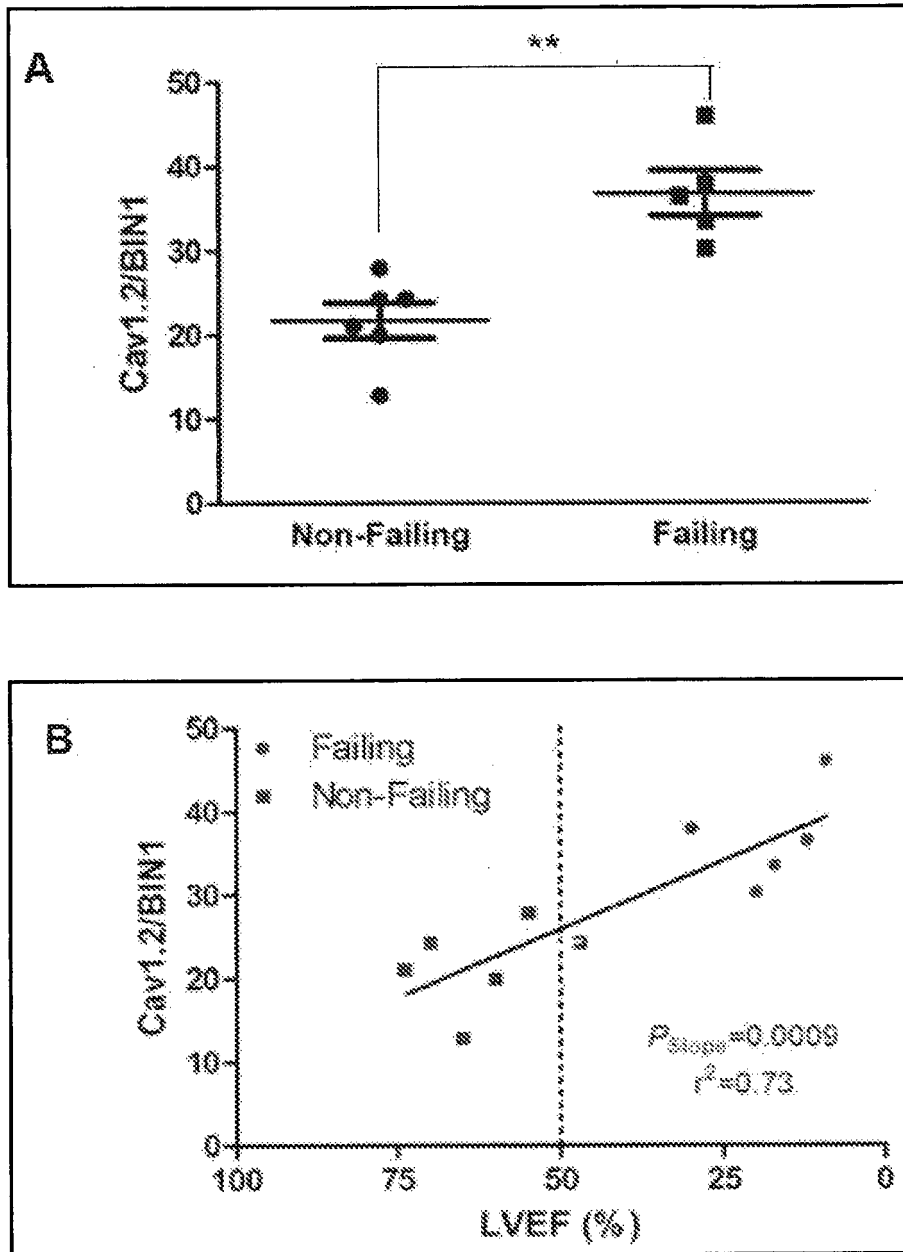 A
**
50
40
30
20
10
0
Cav1.2/BIN1
Non-Failing Failing
B
Failing
Non-Failing
50
40
30
20
10
0
Cav1.2/BIN1
P_Slope=0.0009
r²=0.73
100 75 50 25 0
LVEF (%)